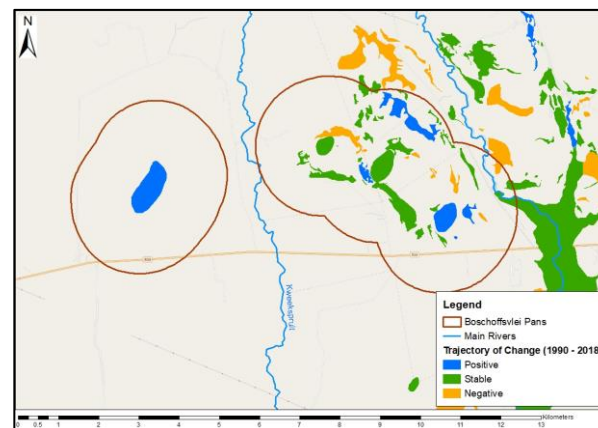 N
Kweekspruit
Legend
Boschoffsvlei Pans
Main Rivers
Trajectory of Change (1990 - 2018)
Positive
Stable
Negative
0 0.5 1 2 3 4 5 6 7 8 9 10 11 12 13
Kilometers